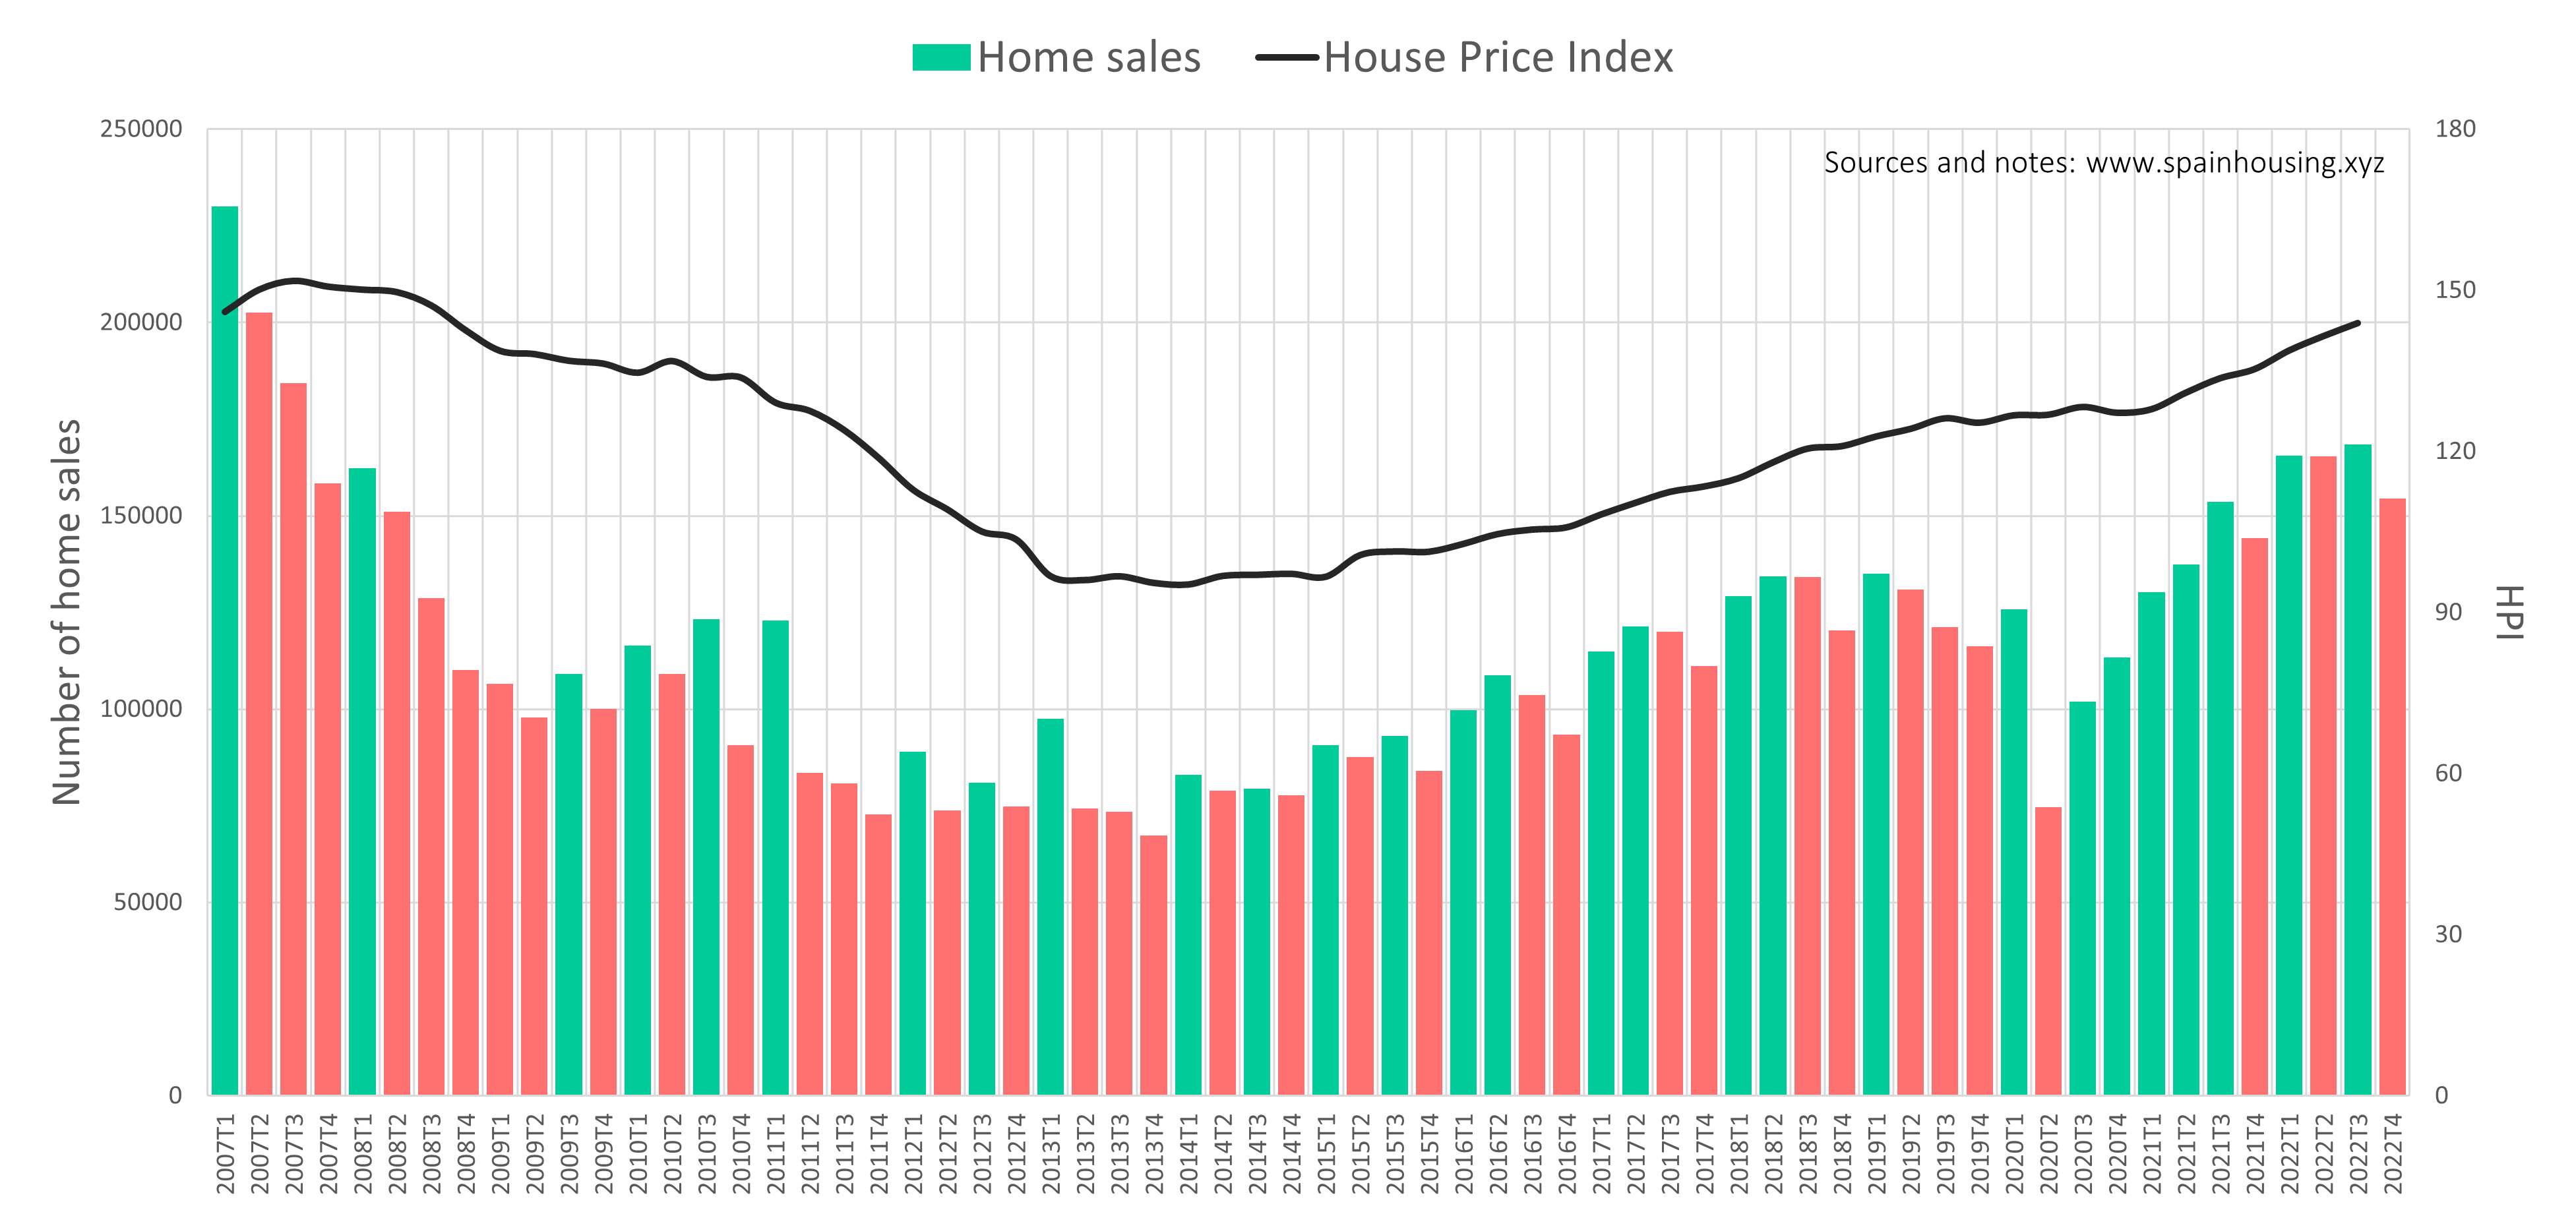 Home sales
House Price Index
Sources and notes: www.spainhousing.xyz
Number of home sales
250000
200000
150000
100000
50000
0
180
150
120
90
60
30
0
HPI
2007T1
2007T2
2007T3
2007T4
2008T1
2008T2
2008T3
2008T4
2009T1
2009T2
2009T3
2009T4
2010T1
2010T2
2010T3
2010T4
2011T1
2011T2
2011T3
2011T4
2012T1
2012T2
2012T3
2012T4
2013T1
2013T2
2013T3
2013T4
2014T1
2014T2
2014T3
2014T4
2015T1
2015T2
2015T3
2015T4
2016T1
2016T2
2016T3
2016T4
2017T1
2017T2
2017T3
2017T4
2018T1
2018T2
2018T3
2018T4
2019T1
2019T2
2019T3
2019T4
2020T1
2020T2
2020T3
2020T4
2021T1
2021T2
2021T3
2021T4
2022T1
2022T2
2022T3
2022T4